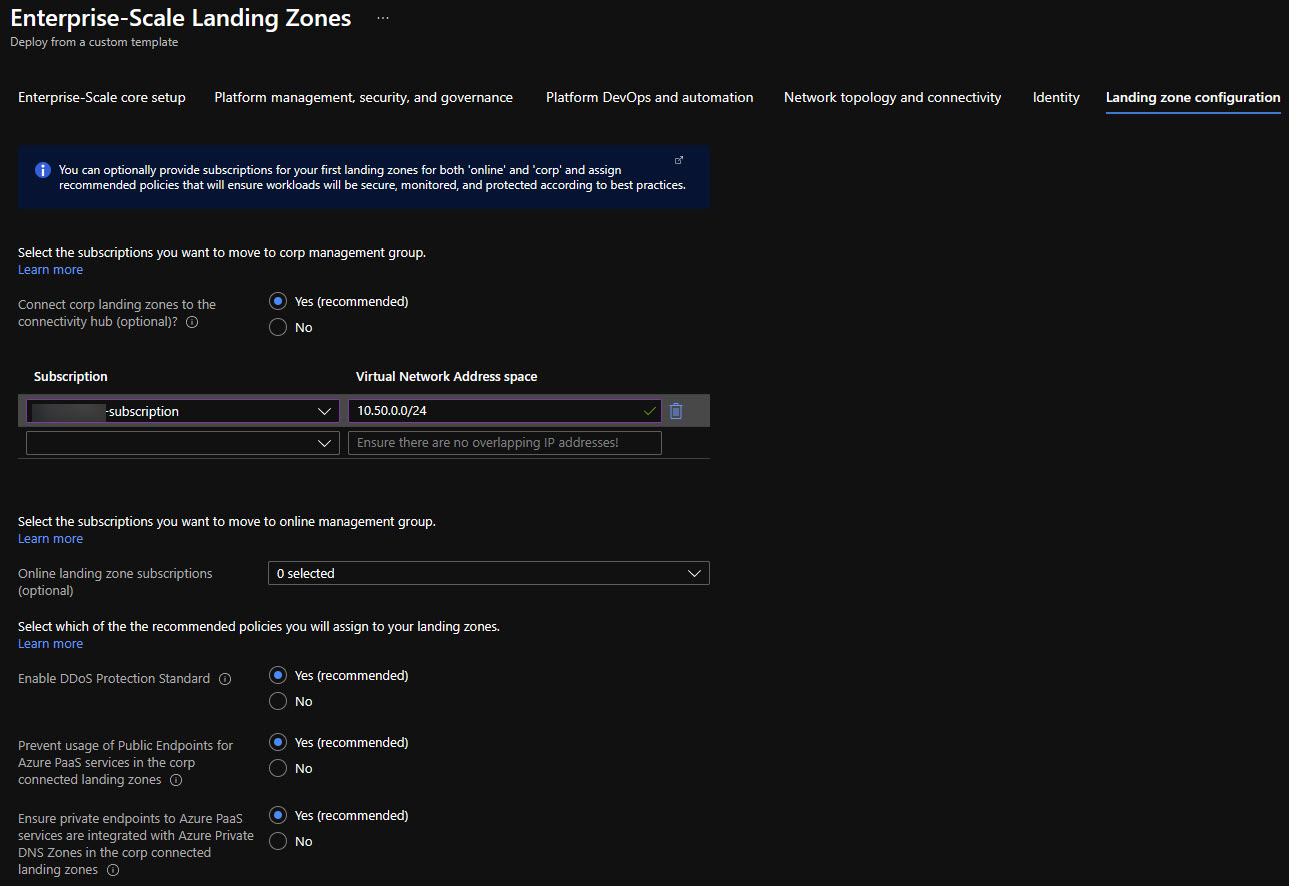 Enterprise-Scale Landing Zones ...
Deploy from a custom template
Enterprise-Scale core setup Platform management, security, and governance Platform DevOps and automation Network topology and connectivity Identity Landing zone configuration
You can optionally provide subscriptions for your first landing zones for both 'online' and 'corp' and assign
recommended policies that will ensure workloads will be secure, monitored, and protected according to best practices.
Select the subscriptions you want to move to corp management group.
Learn more
Connect corp landing zones to the
connectivity hub (optional)?
Yes (recommended)
No
Subscription Virtual Network Address space
-subscription 10.50.0.0/24
Ensure there are no overlapping IP addresses!
Select the subscriptions you want to move to online management group.
Learn more
Online landing zone subscriptions
(optional)
0 selected
Select which of the the recommended policies you will assign to your landing zones.
Learn more
Enable DDoS Protection Standard
Yes (recommended)
No
Prevent usage of Public Endpoints for
Azure PaaS services in the corp
connected landing zones
Yes (recommended)
No
Ensure private endpoints to Azure PaaS
services are integrated with Azure Private
DNS Zones in the corp connected
landing zones
Yes (recommended)
No